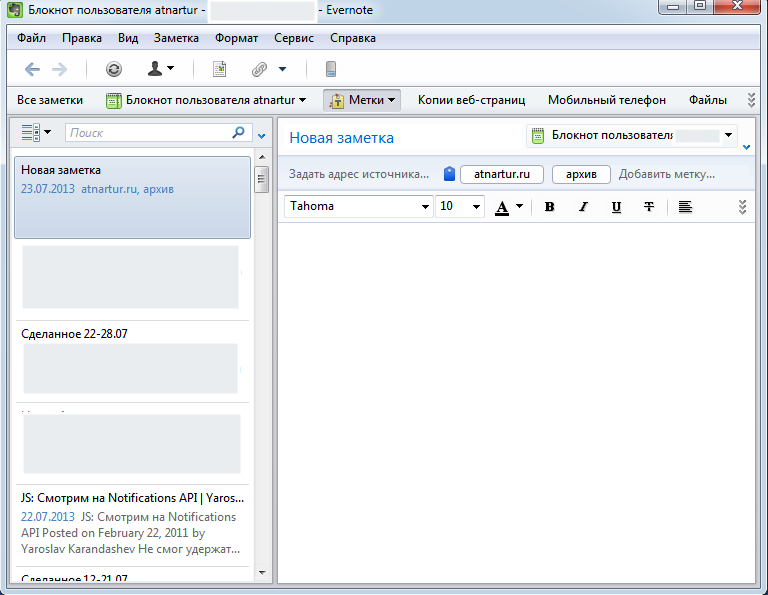 Блокнот пользователя atnartur - - Evernote
Файл Правка Вид Заметка Формат Сервис Справка
Все заметки Блокнот пользователя atnartur Метки Копии веб-страниц Мобильный телефон Файлы
Поиск
Новая заметка
23.07.2013 atnartur.ru, архив
Сделанное 22-28.07
JS: Смотрим на Notifications API | Yaros...
22.07.2013 JS: Смотрим на Notifications
API Posted on February 22, 2011 by
Yaroslav Karandashev Не смог удержат...
Сделанное 12-21.07
Новая заметка
Блокнот пользователя
Задать адрес источника... atnartur.ru архив Добавить метку...
Tahoma 10 A B I U T